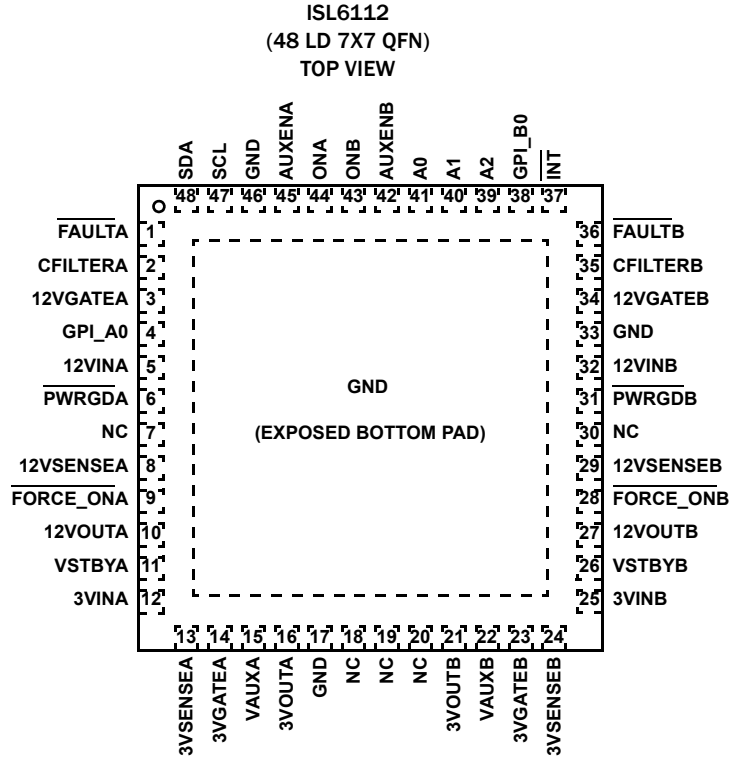 ISL6112
(48 LD 7X7 QFN)
TOP VIEW
SDA
SCL
GND
AUXENA
ONA
ONB
AUXENB
A0
A1
A2
GPI_B0
INT
48 47 46 45 44 43 42 41 40 39 38 37
FAULTA 1
CFILTERA 2
12VGATEA 3
GPI_A0 4
12VINA 5
PWRGDA 6
NC 7
12VSENSEA 8
FORCE_ONA 9
12VOUTA 10
VSTBYA 11
3VINA 12
GND
(EXPOSED BOTTOM PAD)
36 FAULTB
35 CFILTERB
34 12VGATEB
33 GND
32 12VINB
31 PWRGDB
30 NC
29 12VSENSEB
28 FORCE_ONB
27 12VOUTB
26 VSTBYB
25 3VINB
13 14 15 16 17 18 19 20 21 22 23 24
3VSENSEA
3VGATEA
VAUXA
3VOUTA
GND
NC
NC
NC
3VOUTB
VAUXB
3VGATEB
3VSENSEB